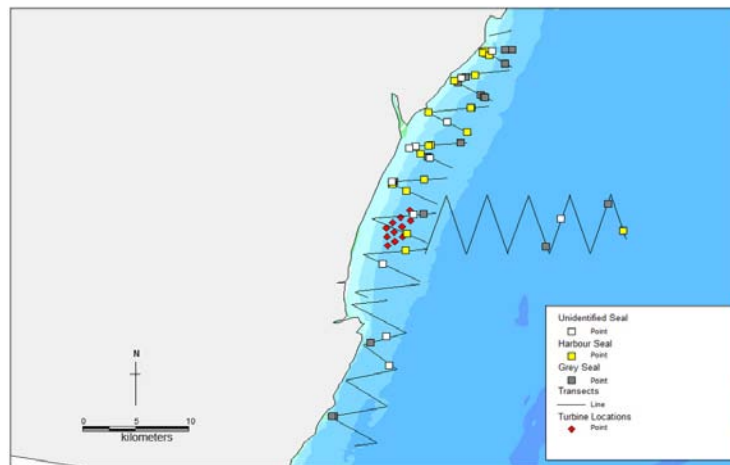 Unidentified Seal
Point
Harbour Seal
Point
Grey Seal
Point
Transects
Line
Turbine Locations
Point
N
0 5 10
kilometers